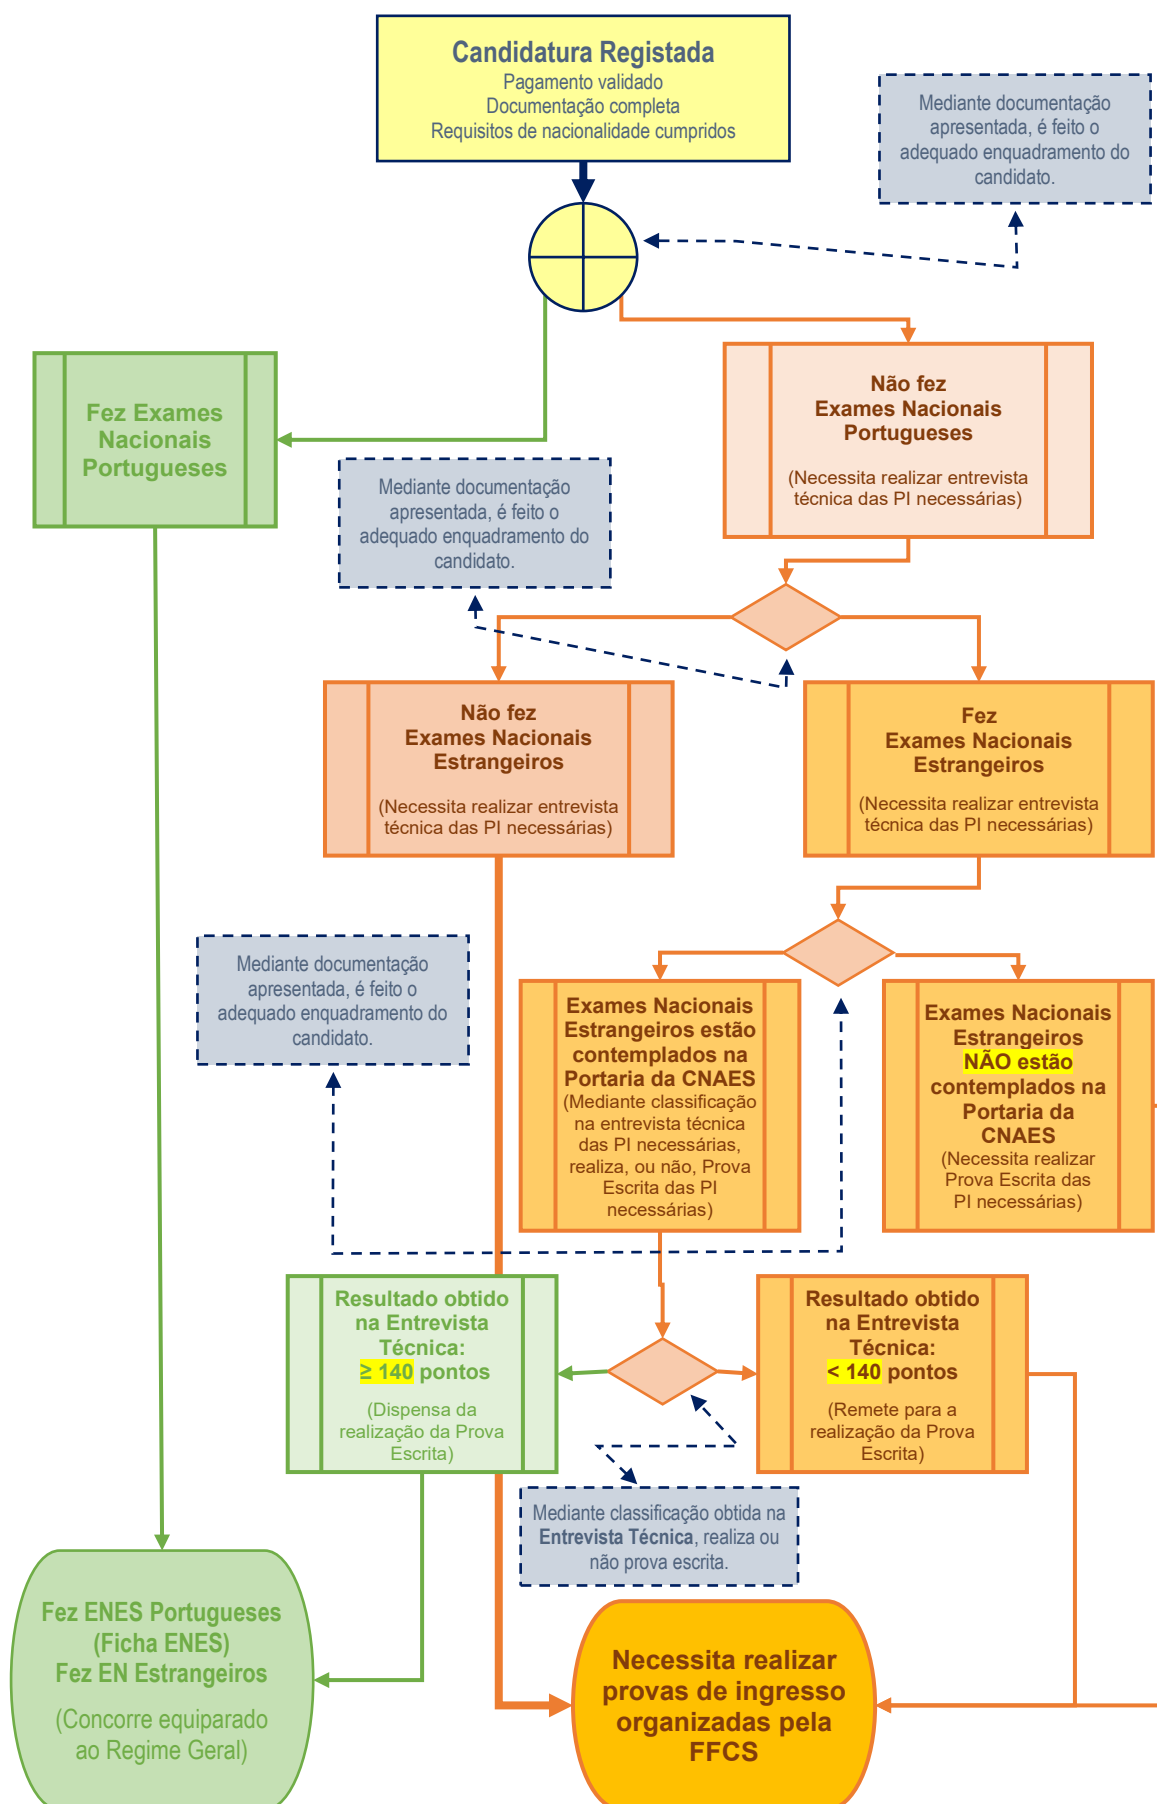 Candidatura Registada
Pagamento validado
Documentação completa
Requisitos de nacionalidade cumpridos
Mediante documentação
apresentada, é feito o
adequado enquadramento do
candidato.
Fez Exames
Nacionais
Portugueses
Não fez
Exames Nacionais
Portugueses
(Necessita realizar entrevista
técnica das PI necessárias)
Mediante documentação
apresentada, é feito o
adequado enquadramento do
candidato.
Não fez
Exames Nacionais
Estrangeiros
(Necessita realizar entrevista
técnica das PI necessárias)
Fez
Exames Nacionais
Estrangeiros
(Necessita realizar entrevista
técnica das PI necessárias)
Mediante documentação
apresentada, é feito o
adequado enquadramento do
candidato.
Exames Nacionais
Estrangeiros estão
contemplados na
Portaria da CNAES
(Mediante classificação
na entrevista técnica
das PI necessárias,
realiza, ou não, Prova
Escrita das PI
necessárias)
Exames Nacionais
Estrangeiros
NÃO estão
contemplados na
Portaria da
CNAES
(Necessita realizar
Prova Escrita das
PI necessárias)
Resultado obtido
na Entrevista
Técnica:
≥ 140 pontos
(Dispensa da
realização da Prova
Escrita)
Resultado obtido
na Entrevista
Técnica:
< 140 pontos
(Remete para a
realização da Prova
Escrita)
Mediante classificação obtida na
Entrevista Técnica, realiza ou
não prova escrita.
Fez ENES Portugueses
(Ficha ENES)
Fez EN Estrangeiros
(Concorre equiparado
ao Regime Geral)
Necessita realizar
provas de ingresso
organizadas pela
FFCS